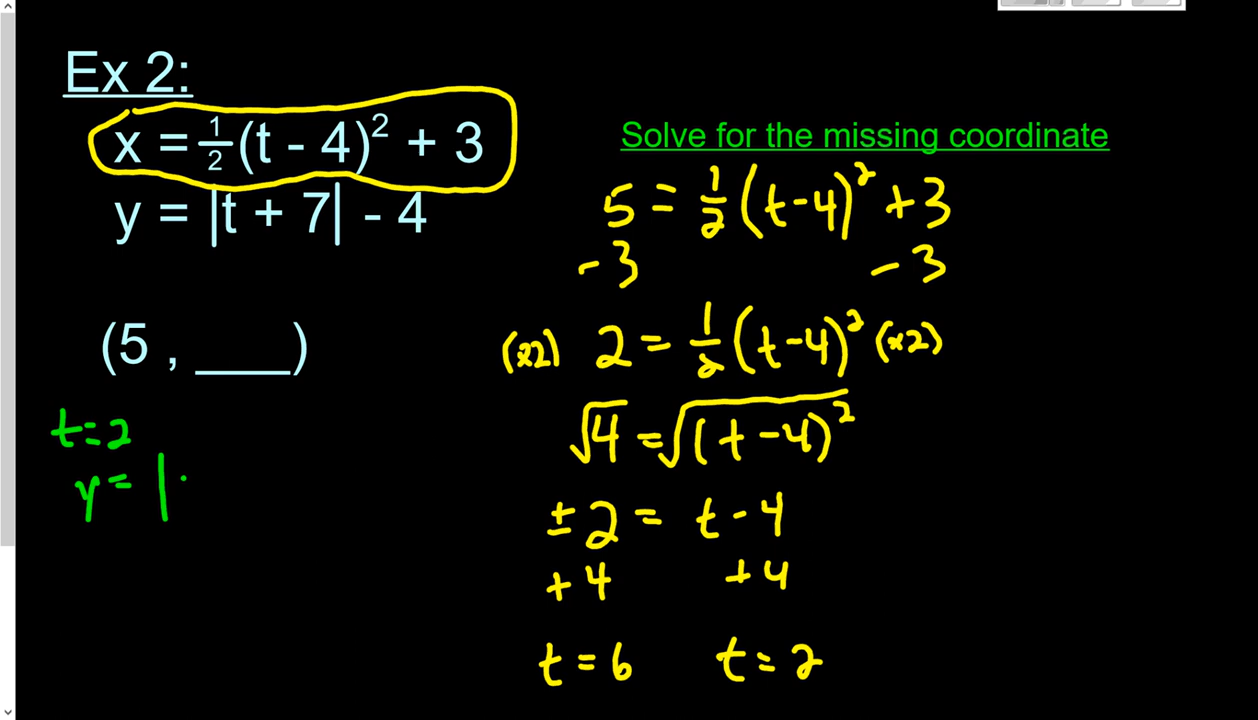 Ex 2:
x = ½(t - 4)² + 3
y = |t + 7| - 4
(5 , ____)
t=2
y= |
Solve for the missing coordinate
5 = ½(t-4)² + 3
-3 -3
(x2) 2 = ½(t-4)² (x2)
√4 = √(t-4)²
±2 = t-4
+4 +4
t=6 t=2